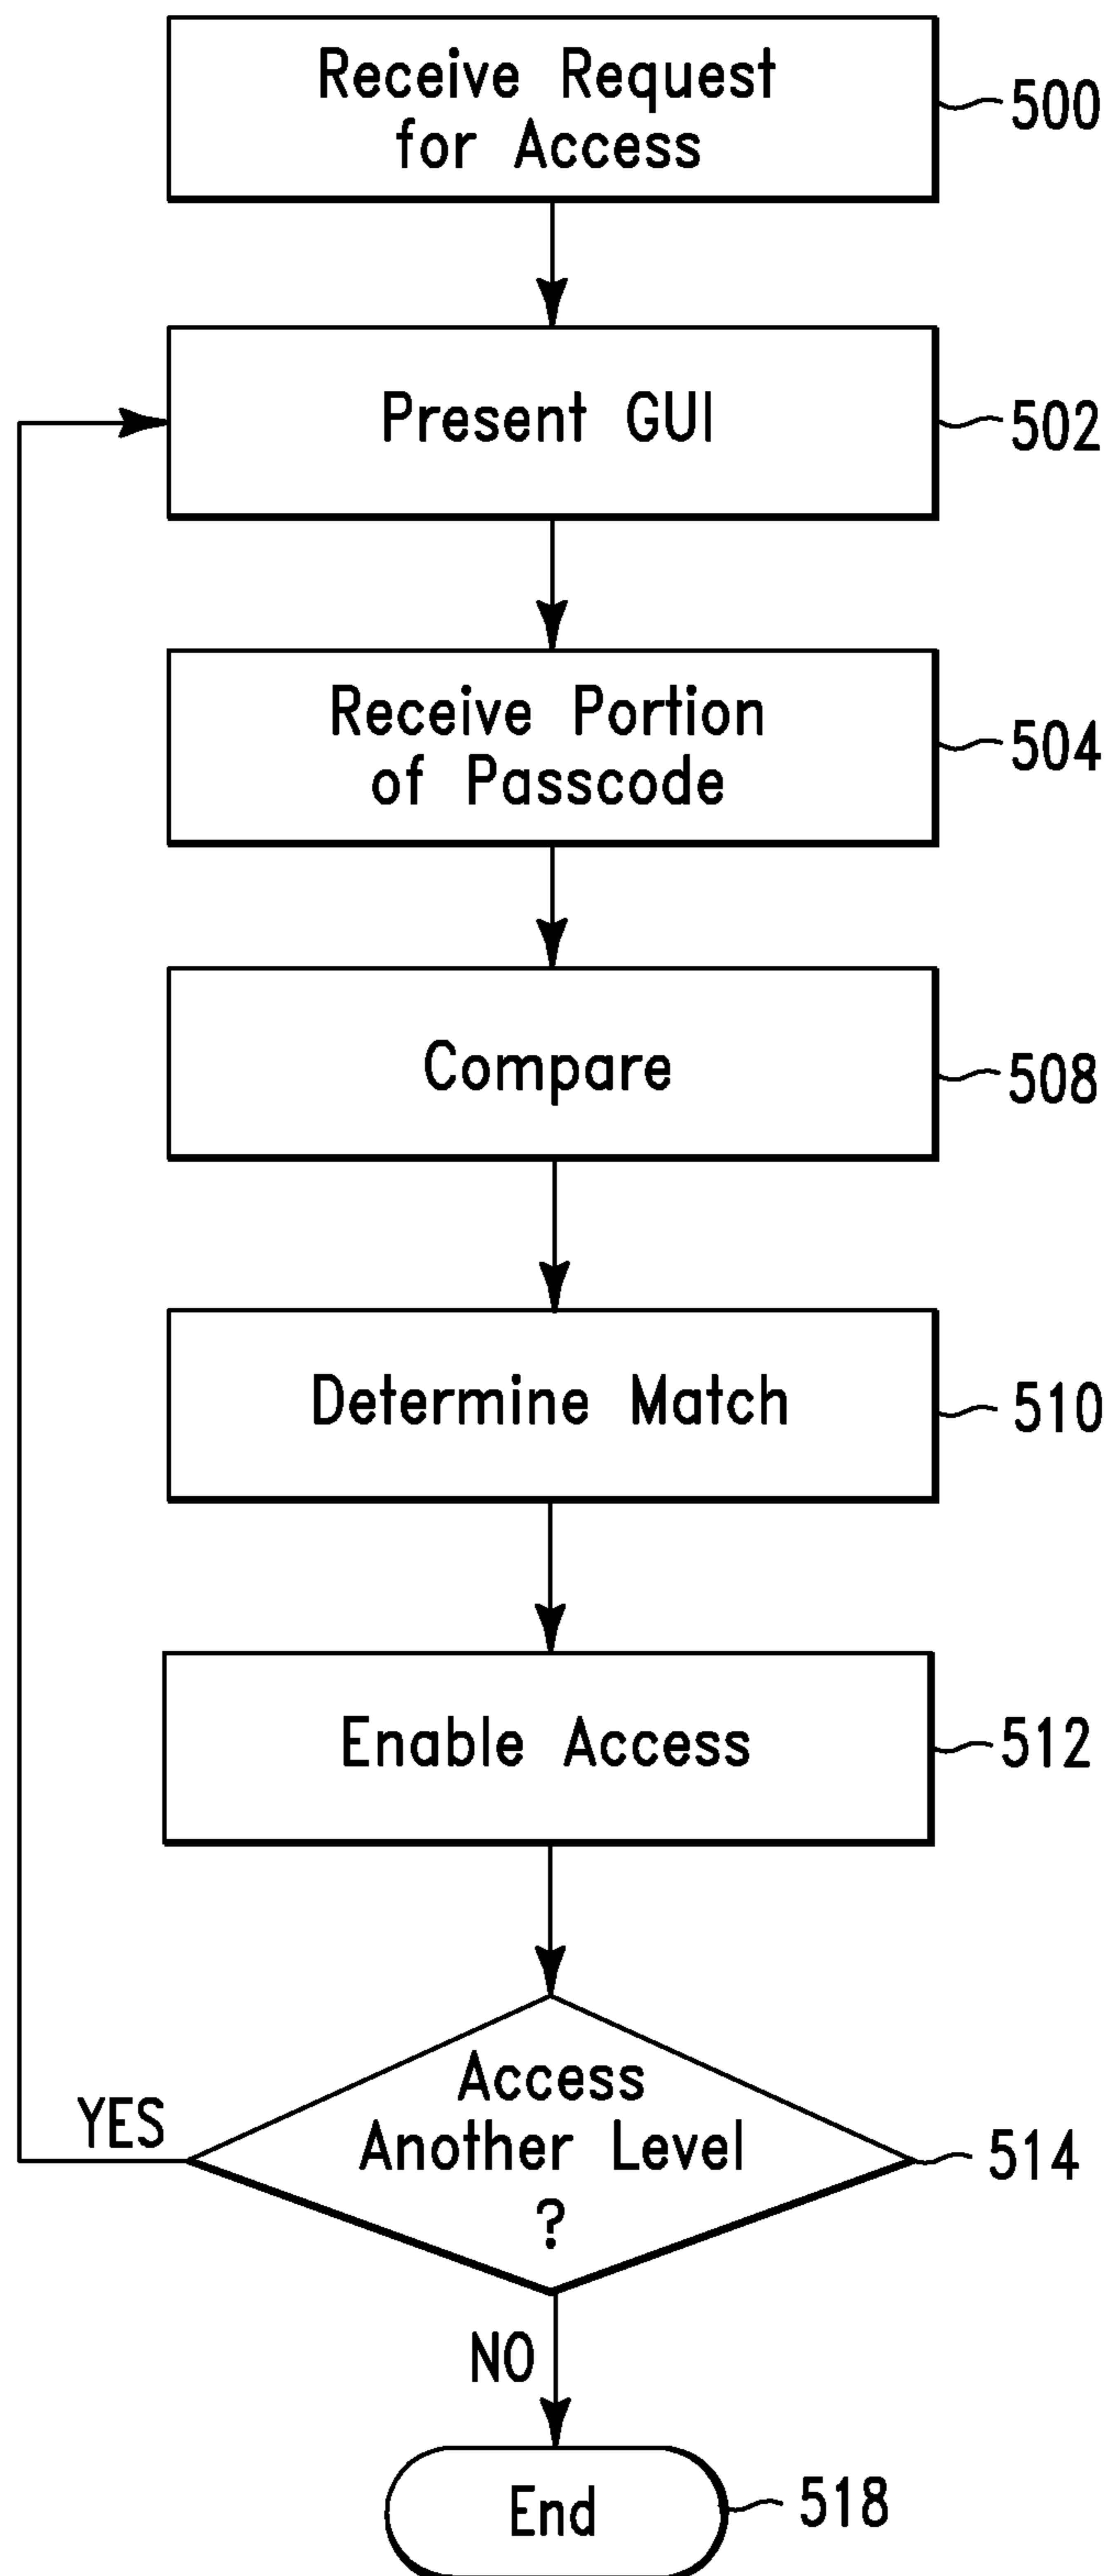 Receive Request
for Access
500
Present GUI
502
Receive Portion
of Passcode
504
Compare
508
Determine Match
510
Enable Access
512
Access
Another Level
?
514
YES
NO
End
518